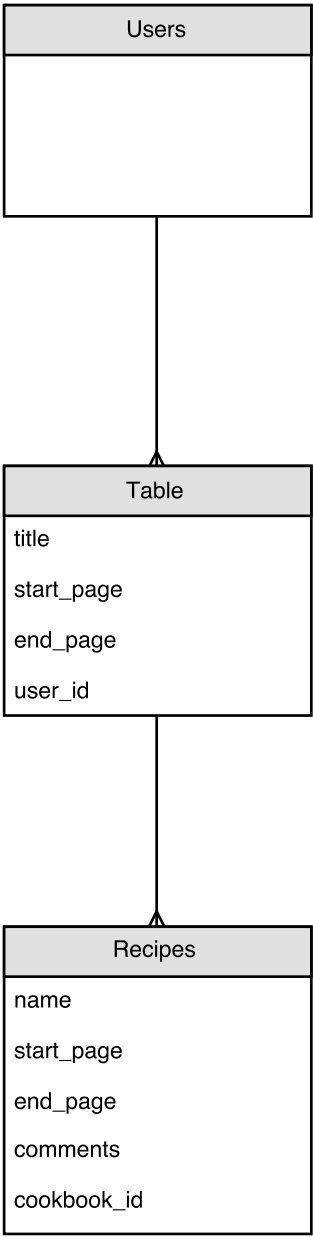 Users
Table
title
start_page
end_page
user_id
Recipes
name
start_page
end_page
comments
cookbook_id